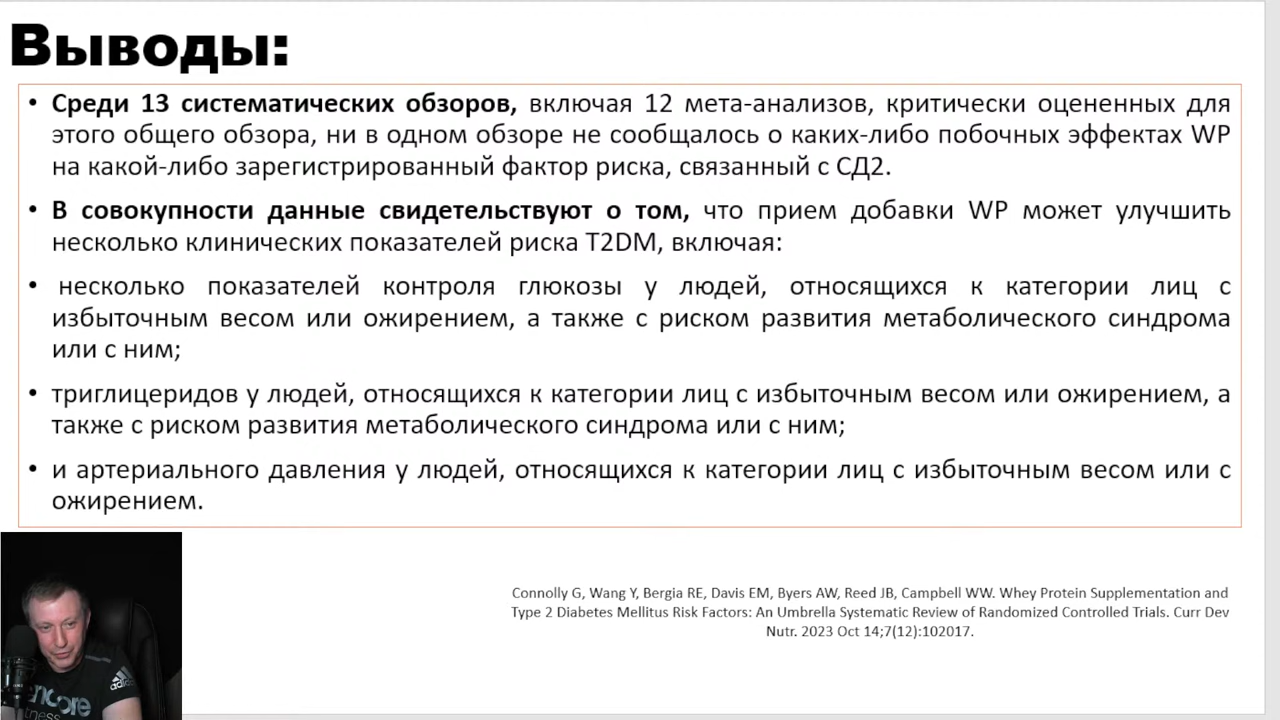 Выводы:
• Среди 13 систематических обзоров, включая 12 мета-анализов, критически оцененных для
этого общего обзора, ни в одном обзоре не сообщалось о каких-либо побочных эффектах WP
на какой-либо зарегистрированный фактор риска, связанный с СД2.
• В совокупности данные свидетельствуют о том, что прием добавки WP может улучшить
несколько клинических показателей риска T2DM, включая:
• несколько показателей контроля глюкозы у людей, относящихся к категории лиц с
избыточным весом или ожирением, а также с риском развития метаболического синдрома
или с ним;
• триглицеридов у людей, относящихся к категории лиц с избыточным весом или ожирением, а
также с риском развития метаболического синдрома или с ним;
• и артериального давления у людей, относящихся к категории лиц с избыточным весом или с
ожирением.
Connolly G, Wang Y, Bergia RE, Davis EM, Byers AW, Reed JB, Campbell WW. Whey Protein Supplementation and
Type 2 Diabetes Mellitus Risk Factors: An Umbrella Systematic Review of Randomized Controlled Trials. Curr Dev
Nutr. 2023 Oct 14;7(12):102017.
adidas